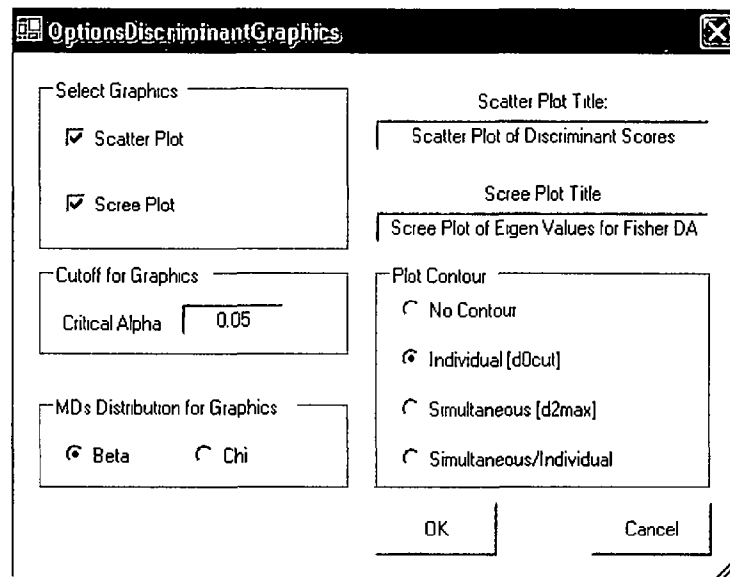 OptionsDiscriminantGraphics
Select Graphics
Scatter Plot
Scree Plot
Scatter Plot Title:
Scatter Plot of Discriminant Scores
Scree Plot Title
Scree Plot of Eigen Values for Fisher DA
Cutoff for Graphics
Critical Alpha 0.05
MDs Distribution for Graphics
Beta Chi
Plot Contour
No Contour
Individual [d0cut]
Simultaneous [d2max]
Simultaneous/Individual
OK Cancel